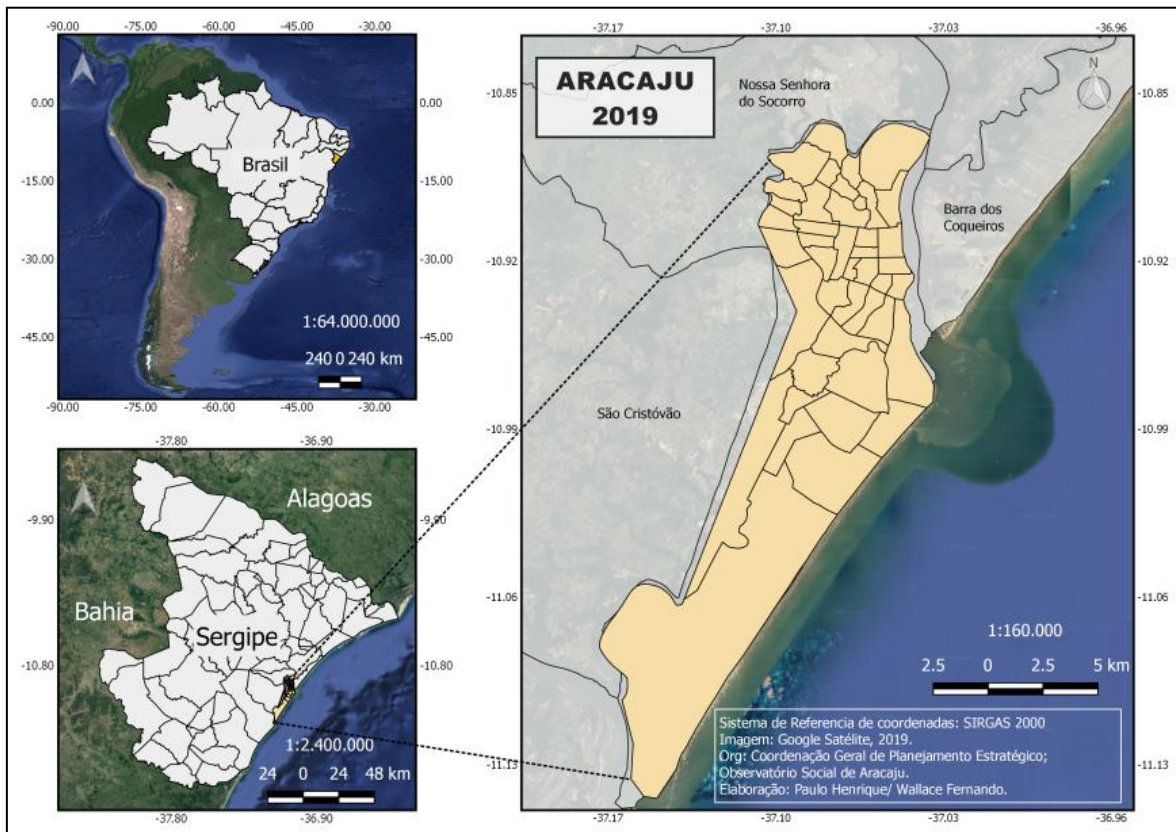 -90.00 -75.00 -60.00 -45.00 -30.00
0.00 0.00
Brasil
-15.00 -15.00
-30.00 -30.00
1:64.000.000
-45.00 -45.00
240 0 240 km
-90.00 -75.00 -60.00 -45.00 -30.00
-37.80 -36.90
Alagoas
-9.90 -9.90
Bahia
Sergipe
-10.80 -10.80
1:2.400.000
24 0 24 48 km
-37.80 -36.90
-37.17 -37.10 -37.03 -36.96
ARACAJU
2019
Nossa Senhora
do Socorro
N
-10.85 -10.85
Barra dos
Coqueiros
-10.92 -10.92
São Cristóvão
-10.99 -10.99
-11.06 -11.06
1:160.000
2.5 0 2.5 5 km
Sistema de Referencia de coordenadas: SIRGAS 2000
Imagem: Google Satélite, 2019.
Org: Coordenação Geral de Planejamento Estratégico;
Observatório Social de Aracaju.
Elaboração: Paulo Henrique/ Wallace Fernando.
-11.13 -11.13
-37.17 -37.10 -37.03 -36.96